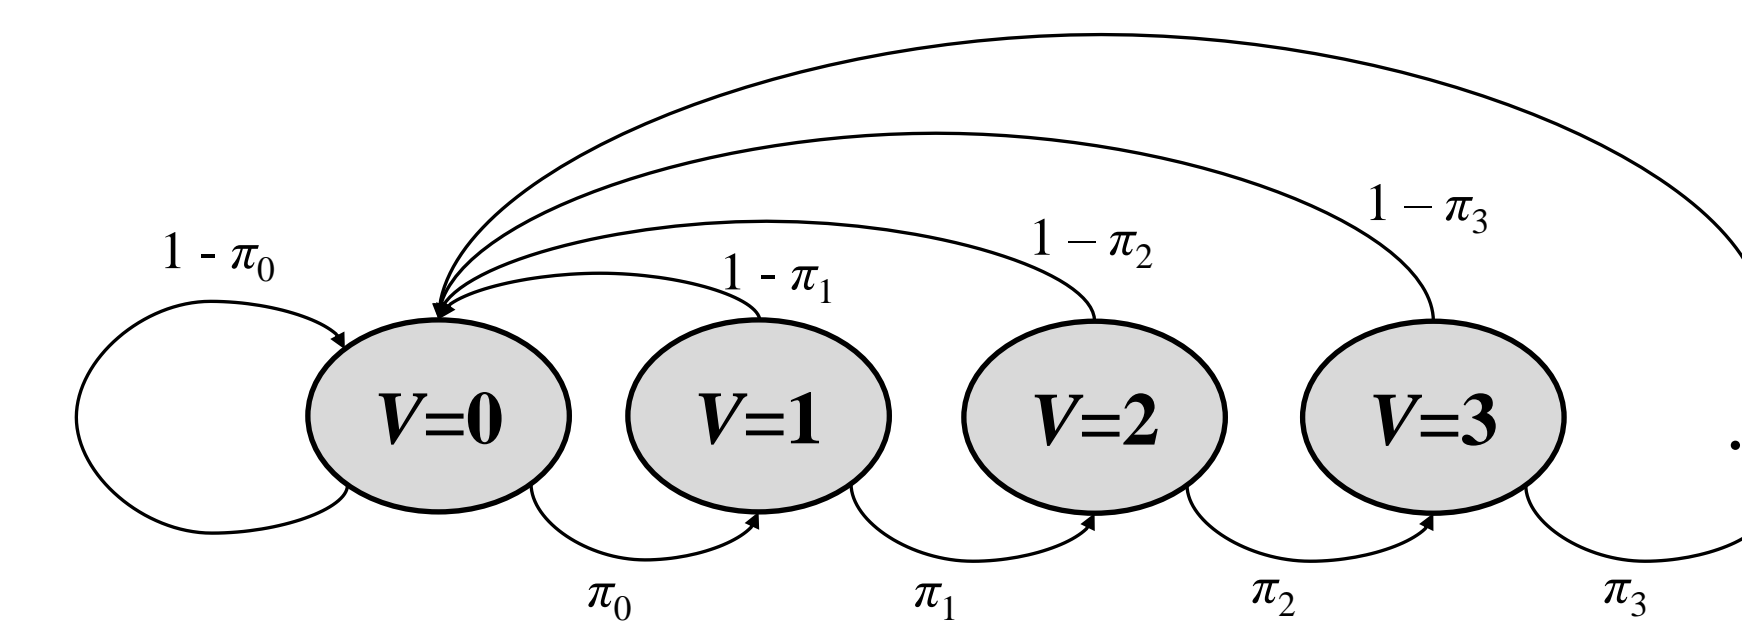 1 – π3
1 - π0
1 – π2
1 - π1
V=0
V=1
V=2
V=3
.
π0
π1
π2
π3